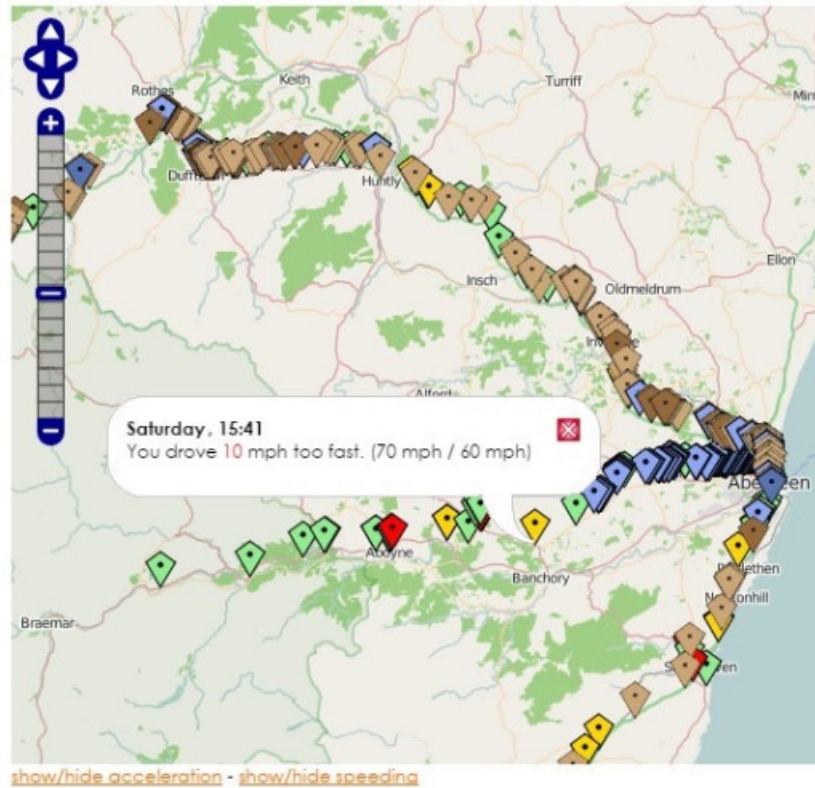 Rothes
Keith
Turriff
Huntly
Ellon
Insch
Oldmeldrum
Alford
Saturday, 15:41
You drove 10 mph too fast. (70 mph / 60 mph)
Aboyne
Banchory
Braemar
show/hide acceleration - show/hide speeding